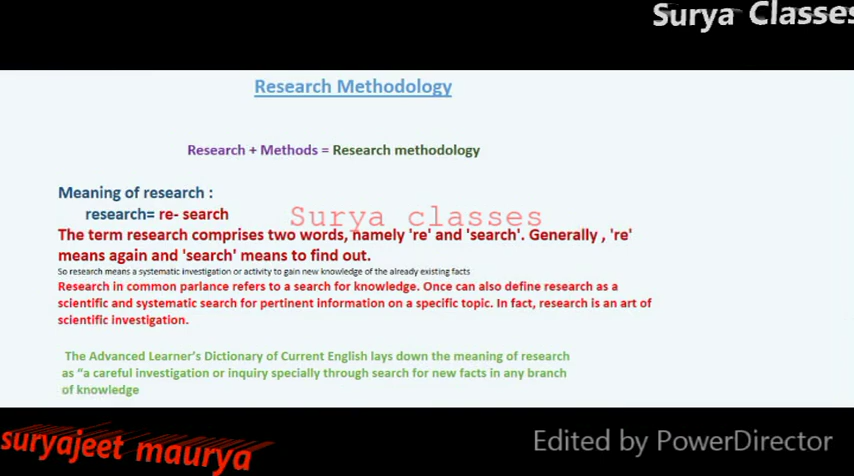 Surya Classes
Research Methodology
Research + Methods = Research methodology
Meaning of research :
research= re- search
Surya classes
The term research comprises two words, namely 're' and 'search'. Generally , 're'
means again and 'search' means to find out.
So research means a systematic investigation or activity to gain new knowledge of the already existing facts
Research in common parlance refers to a search for knowledge. Once can also define research as a
scientific and systematic search for pertinent information on a specific topic. In fact, research is an art of
scientific investigation.
The Advanced Learner's Dictionary of Current English lays down the meaning of research
as “a careful investigation or inquiry specially through search for new facts in any branch
of knowledge
suryajeet maurya
Edited by PowerDirector